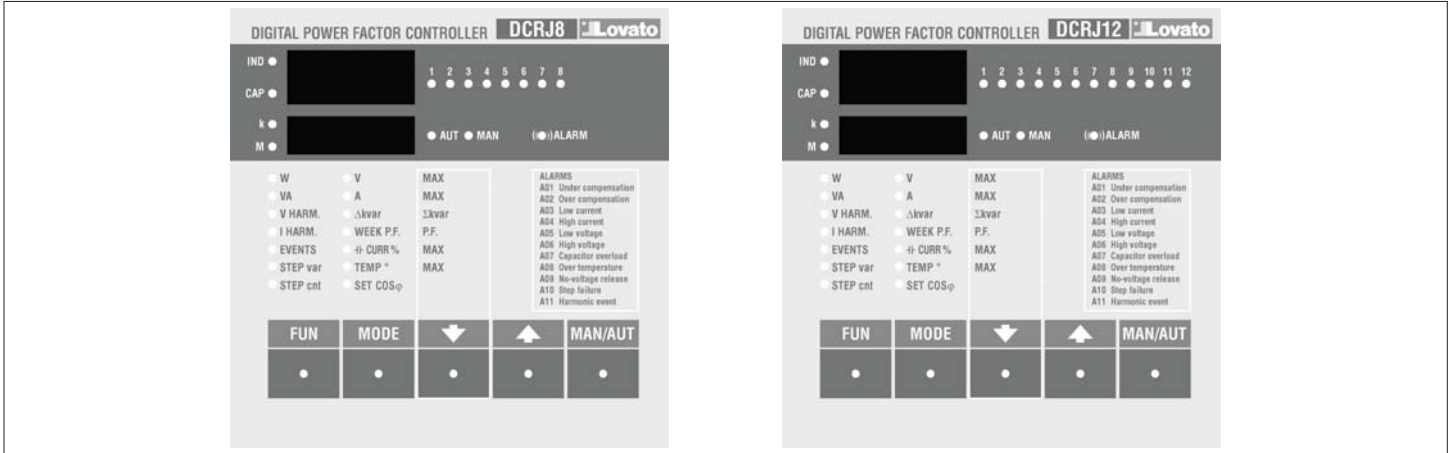 DIGITAL POWER FACTOR CONTROLLER DCRJ8 Lovato
IND
1 2 3 4 5 6 7 8
CAP
k
AUT MAN ALARM
M
W V MAX
VA A MAX
V HARM. Δkvar Σkvar
I HARM. WEEK P.F. P.F.
EVENTS CURR % MAX
STEP var TEMP ° MAX
STEP cnt SET COSφ
ALARMS
A01 Under compensation
A02 Over compensation
A03 Low current
A04 High current
A05 Low voltage
A06 High voltage
A07 Capacitor overload
A08 Over temperature
A09 No-voltage release
A10 Step failure
A11 Harmonic event
FUN MODE MAN/AUT
DIGITAL POWER FACTOR CONTROLLER DCRJ12 Lovato
IND
1 2 3 4 5 6 7 8 9 10 11 12
CAP
k
AUT MAN ALARM
M
W V MAX
VA A MAX
V HARM. Δkvar Σkvar
I HARM. WEEK P.F. P.F.
EVENTS CURR % MAX
STEP var TEMP ° MAX
STEP cnt SET COSφ
ALARMS
A01 Under compensation
A02 Over compensation
A03 Low current
A04 High current
A05 Low voltage
A06 High voltage
A07 Capacitor overload
A08 Over temperature
A09 No-voltage release
A10 Step failure
A11 Harmonic event
FUN MODE MAN/AUT